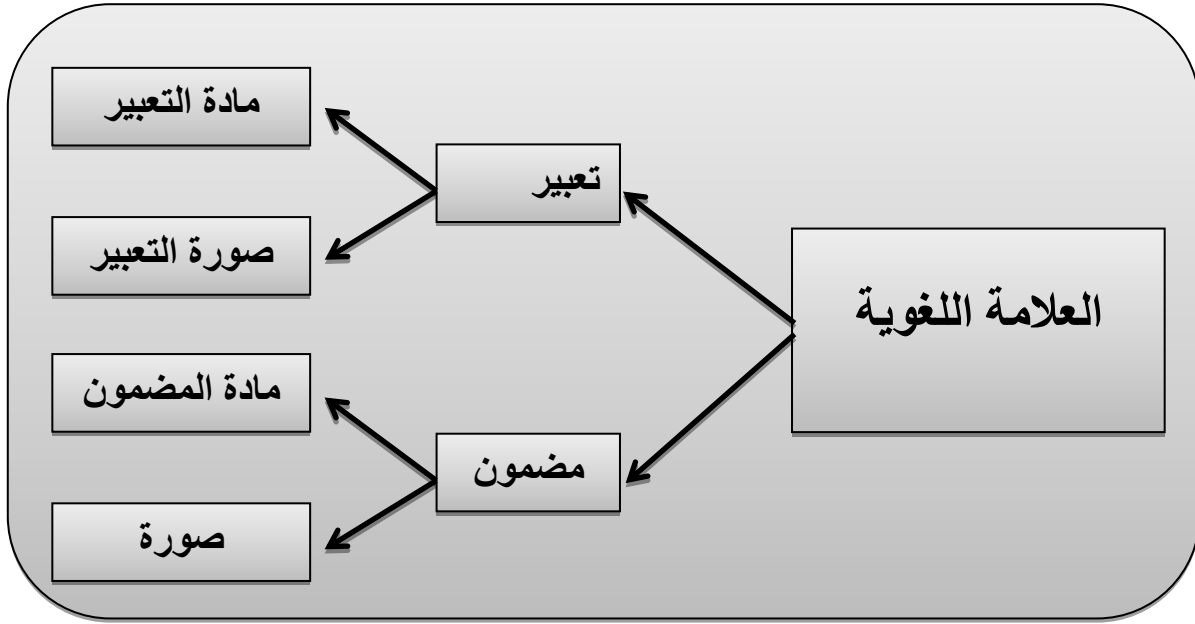 العلامة اللغوية
تعبير
مادة التعبير
صورة التعبير
مضمون
مادة المضمون
صورة